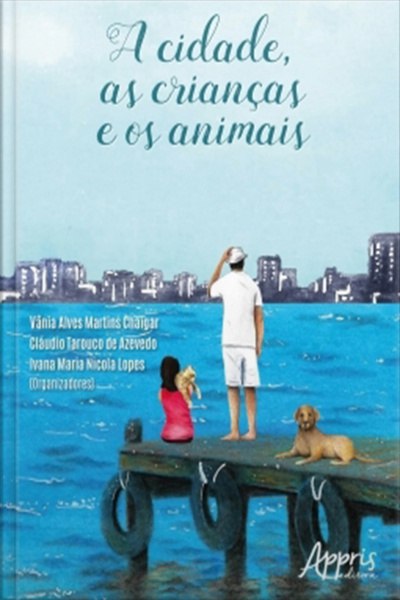 A cidade,
as crianças
e os animais
Vânia Alves Martins Chaigar
Cláudio Tarouco de Azevedo
Ivana Maria Nicola Lopes
(Organizadores)
Appris
editora